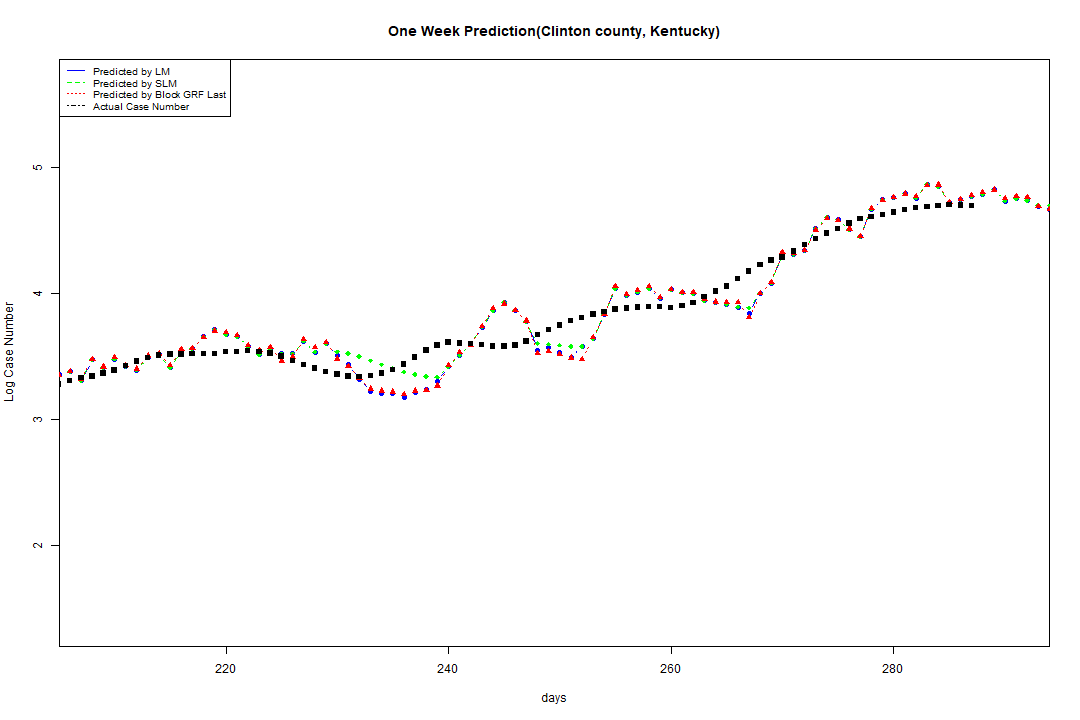 One Week Prediction(Clinton county, Kentucky)
Predicted by LM
Predicted by SLM
Predicted by Block GRF Last
Actual Case Number
5
4
3
2
Log Case Number
220 240 260 280
days